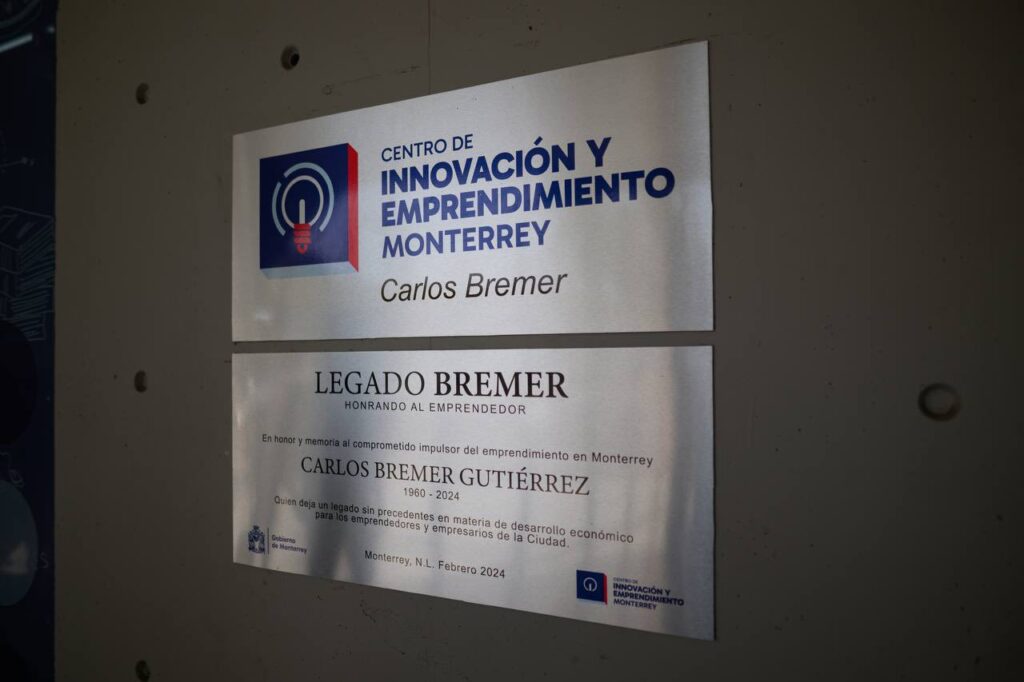 CENTRO DE
INNOVACIÓN Y
EMPRENDIMIENTO
MONTERREY
Carlos Bremer
LEGADO BREMER
HONRANDO AL EMPRENDEDOR
En honor y memoria al comprometido impulsor del emprendimiento en Monterrey
CARLOS BREMER GUTIÉRREZ
1960 - 2024
Quien deja un legado sin precedentes en materia de desarrollo económico
para los emprendedores y empresarios de la Ciudad.
Gobierno
de Monterrey
Monterrey, N.L. Febrero 2024
CENTRO DE
INNOVACIÓN Y
EMPRENDIMIENTO
MONTERREY